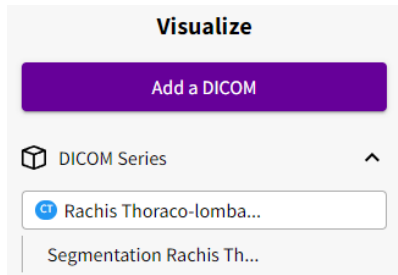 Visualize
Add a DICOM
DICOM Series
CT Rachis Thoraco-lomba...
Segmentation Rachis Th...